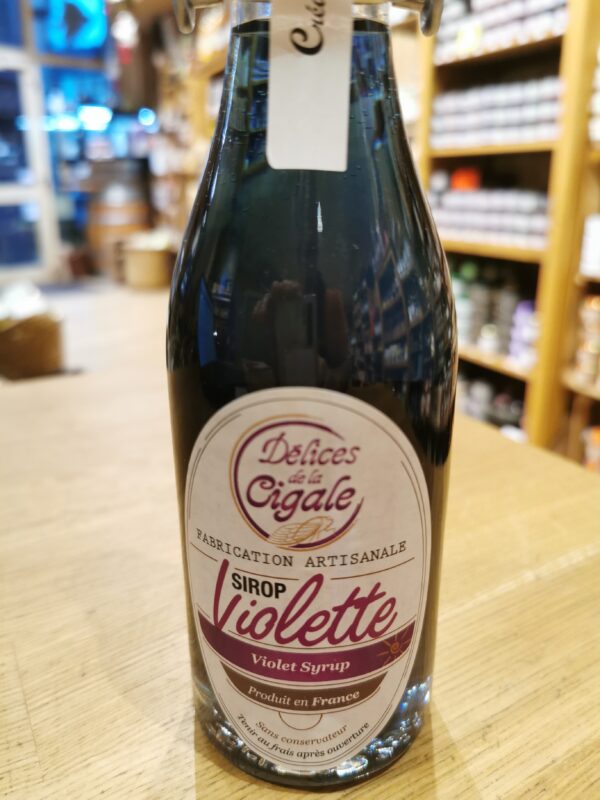 Délices
de la
Cigale
FABRICATION ARTISANALE
SIROP
Violette
Violet Syrup
Produit en France
Sans conservateur
Tenir au frais après ouverture